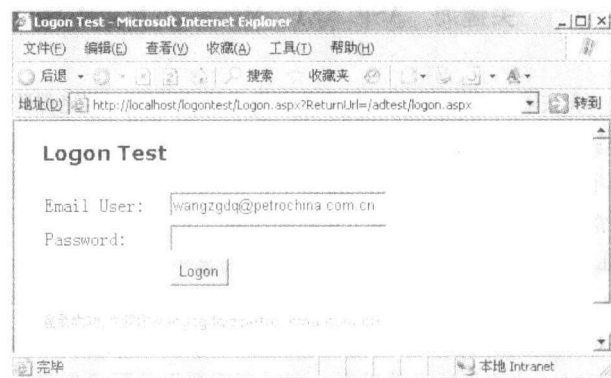 Logon Test - Microsoft Internet Explorer
文件(F) 编辑(E) 查看(V) 收藏(A) 工具(T) 帮助(H)
后退 搜索 收藏夹
地址(D) http://localhost/logontest/Logon.aspx?ReturnUrl=/adtest/logon.aspx 转到
Logon Test
Email User: wangzgdq@petrochina.com.cn
Password:
Logon
完毕 本地 Intranet